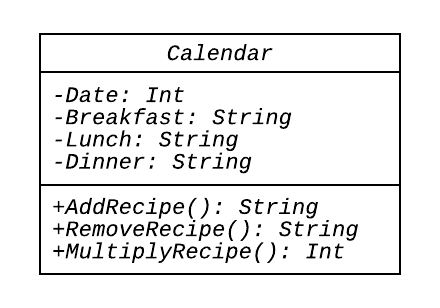 Calendar
-Date: Int
-Breakfast: String
-Lunch: String
-Dinner: String
+AddRecipe(): String
+RemoveRecipe(): String
+MultiplyRecipe(): Int